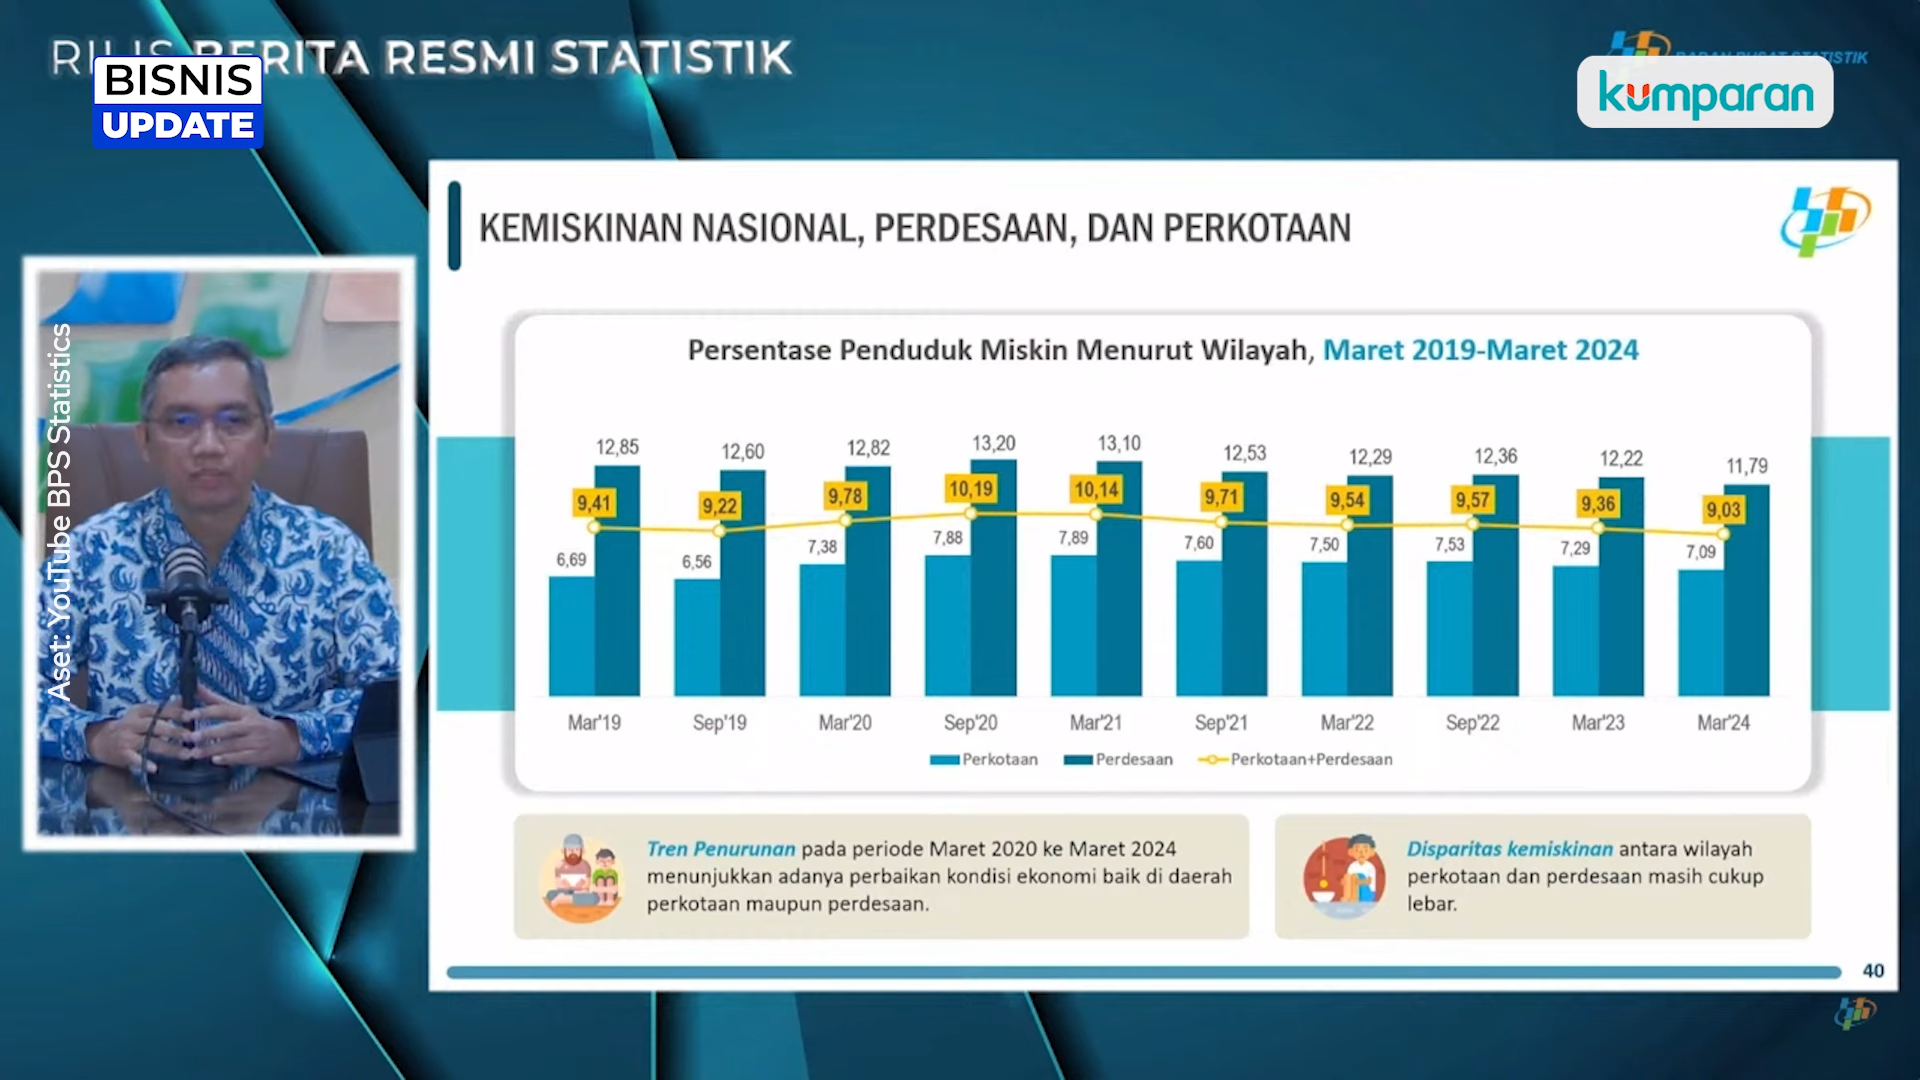 RILIS BERITA RESMI STATISTIK
BISNIS
UPDATE
BADAN PUSAT STATISTIK
kumparan
Aset: YouTube BPS Statistics
KEMISKINAN NASIONAL, PERDESAAN, DAN PERKOTAAN
Persentase Penduduk Miskin Menurut Wilayah, Maret 2019-Maret 2024
12,85 12,60 12,82 13,20 13,10 12,53 12,29 12,36 12,22 11,79
9,41 9,22 9,78 10,19 10,14 9,71 9,54 9,57 9,36 9,03
6,69 6,56 7,38 7,88 7,89 7,60 7,50 7,53 7,29 7,09
Mar'19 Sep'19 Mar'20 Sep'20 Mar'21 Sep'21 Mar'22 Sep'22 Mar'23 Mar'24
Perkotaan Perdesaan Perkotaan+Perdesaan
Tren Penurunan pada periode Maret 2020 ke Maret 2024
menunjukkan adanya perbaikan kondisi ekonomi baik di daerah
perkotaan maupun perdesaan.
Disparitas kemiskinan antara wilayah
perkotaan dan perdesaan masih cukup
lebar.
40